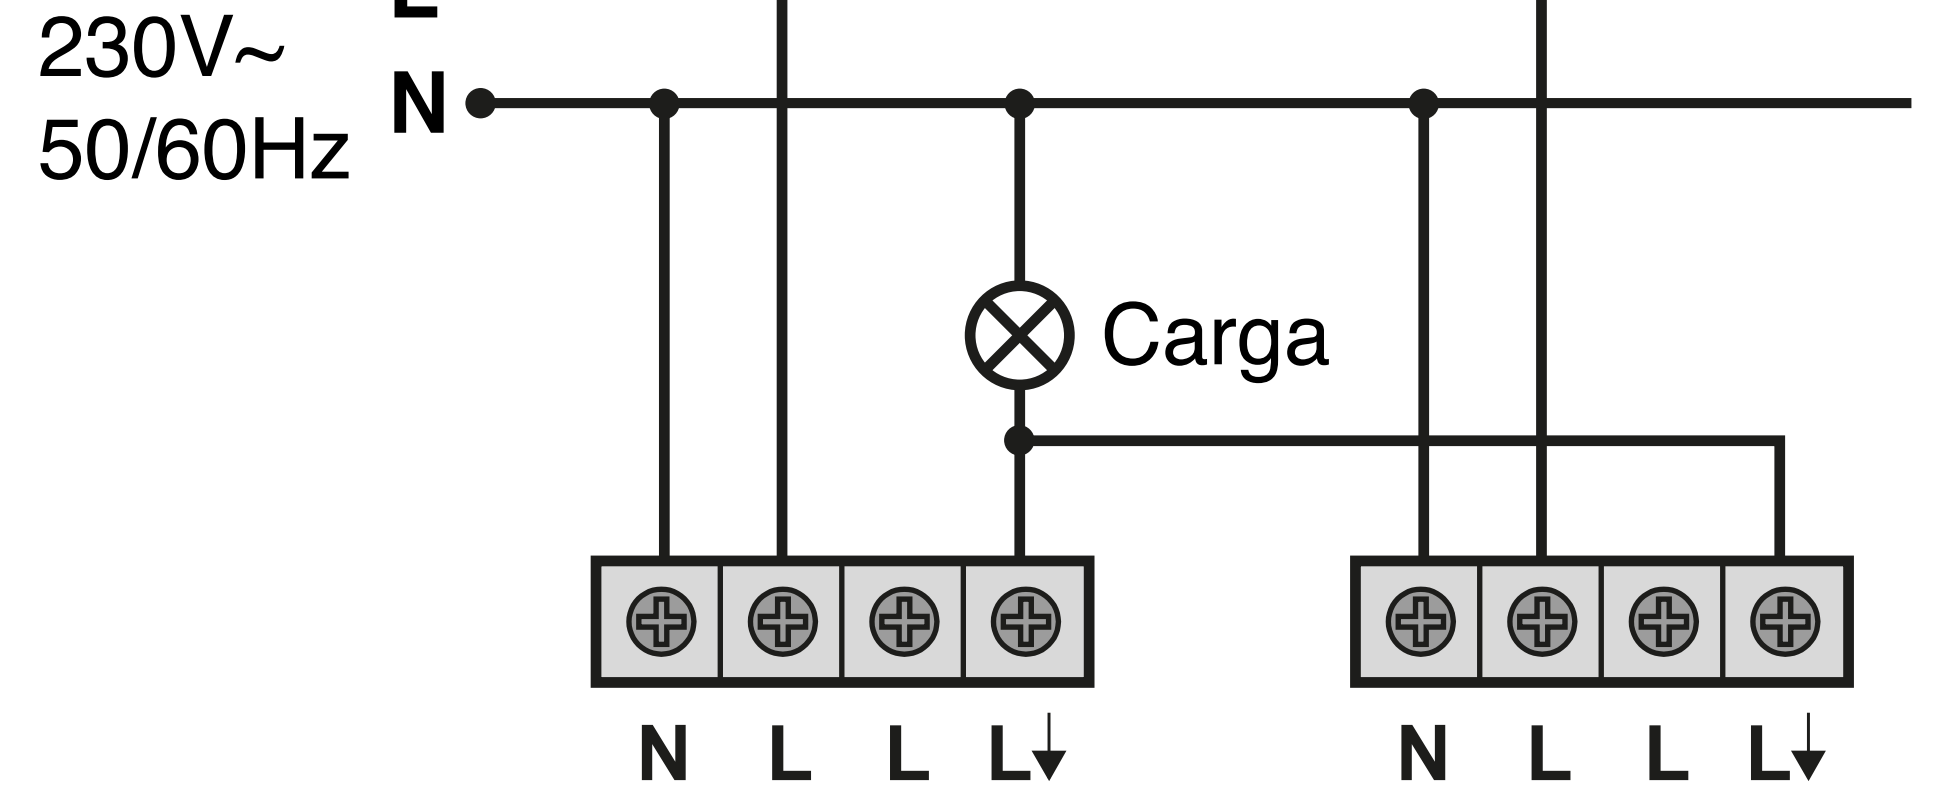 230V~
L
N
50/60Hz
Carga
N L L L↓ N L L L↓